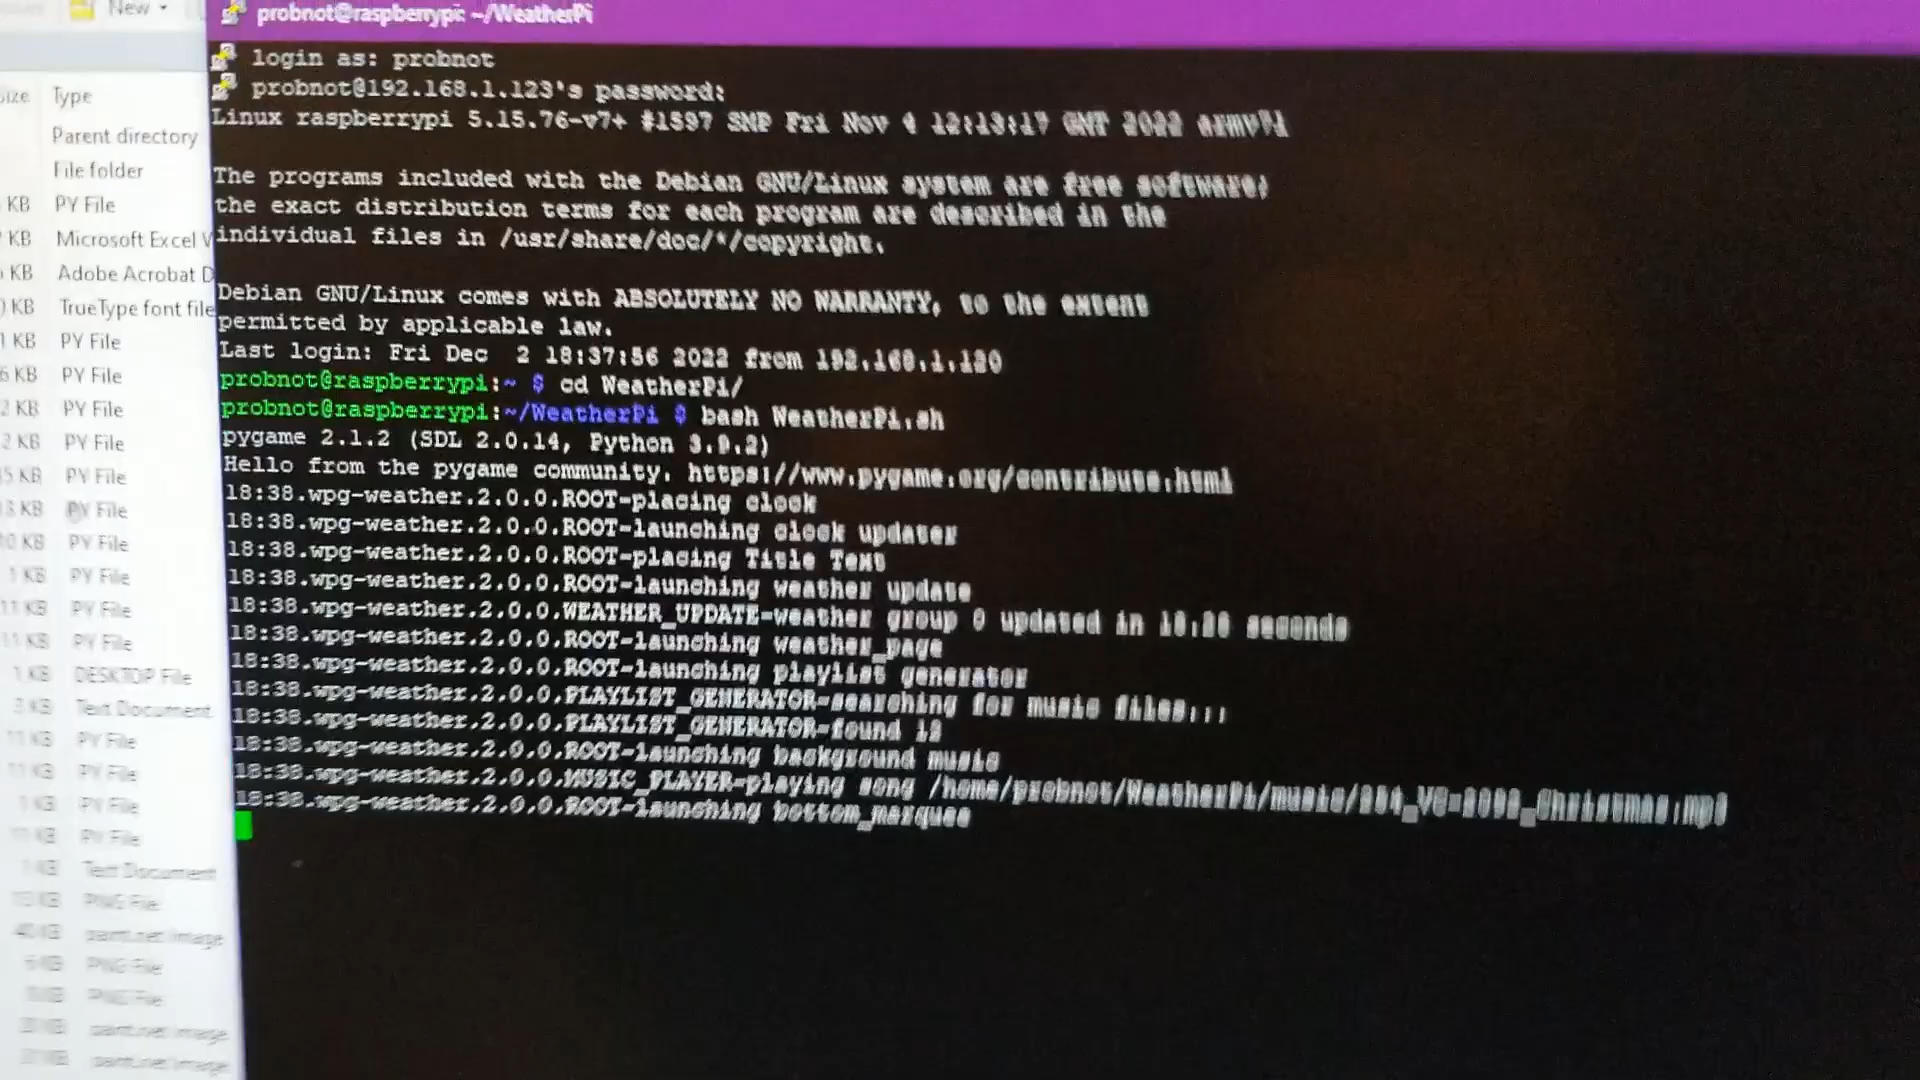 New
probnot@raspberrypi: ~/WeatherPi
Size Type
Parent directory
File folder
KB PY File
KB Microsoft Excel V
KB Adobe Acrobat D
KB TrueType font file
1 KB PY File
6 KB PY File
2 KB PY File
2 KB PY File
5 KB PY File
3 KB PY File
10 KB PY File
1 KB PY File
11 KB PY File
11 KB PY File
1 KB DESKTOP File
3 KB Text Document
11 KB PY File
11 KB PY File
1 KB PY File
11 KB PY File
1 KB Text Document
PNG File
paint.net image
PNG File
PNG File
paint.net image
paint.net image
login as: probnot
probnot@192.168.1.123's password:
Linux raspberrypi 5.15.76-v7+ #1597 SMP Fri Nov 4 12:13:17 GMT 2022 armv7l
The programs included with the Debian GNU/Linux system are free software;
the exact distribution terms for each program are described in the
individual files in /usr/share/doc/*/copyright.
Debian GNU/Linux comes with ABSOLUTELY NO WARRANTY, to the extent
permitted by applicable law.
Last login: Fri Dec 2 18:37:56 2022 from 192.168.1.120
probnot@raspberrypi:~ $ cd WeatherPi/
probnot@raspberrypi:~/WeatherPi $ bash WeatherPi.sh
pygame 2.1.2 (SDL 2.0.14, Python 3.9.2)
Hello from the pygame community. https://www.pygame.org/contribute.html
18:38.wpg-weather.2.0.0.ROOT-placing clock
18:38.wpg-weather.2.0.0.ROOT-launching clock updater
18:38.wpg-weather.2.0.0.ROOT-placing Title Text
18:38.wpg-weather.2.0.0.ROOT-launching weather update
18:38.wpg-weather.2.0.0.WEATHER_UPDATE-weather group 0 updated in seconds
18:38.wpg-weather.2.0.0.ROOT-launching weather_page
18:38.wpg-weather.2.0.0.ROOT-launching playlist generator
18:38.wpg-weather.2.0.0.PLAYLIST_GENERATOR-searching for music files...
18:38.wpg-weather.2.0.0.PLAYLIST_GENERATOR-found
18:38.wpg-weather.2.0.0.ROOT-launching background music
18:38.wpg-weather.2.0.0.MUSIC_PLAYER-playing song
18:38.wpg-weather.2.0.0.ROOT-launching bottom_marquee